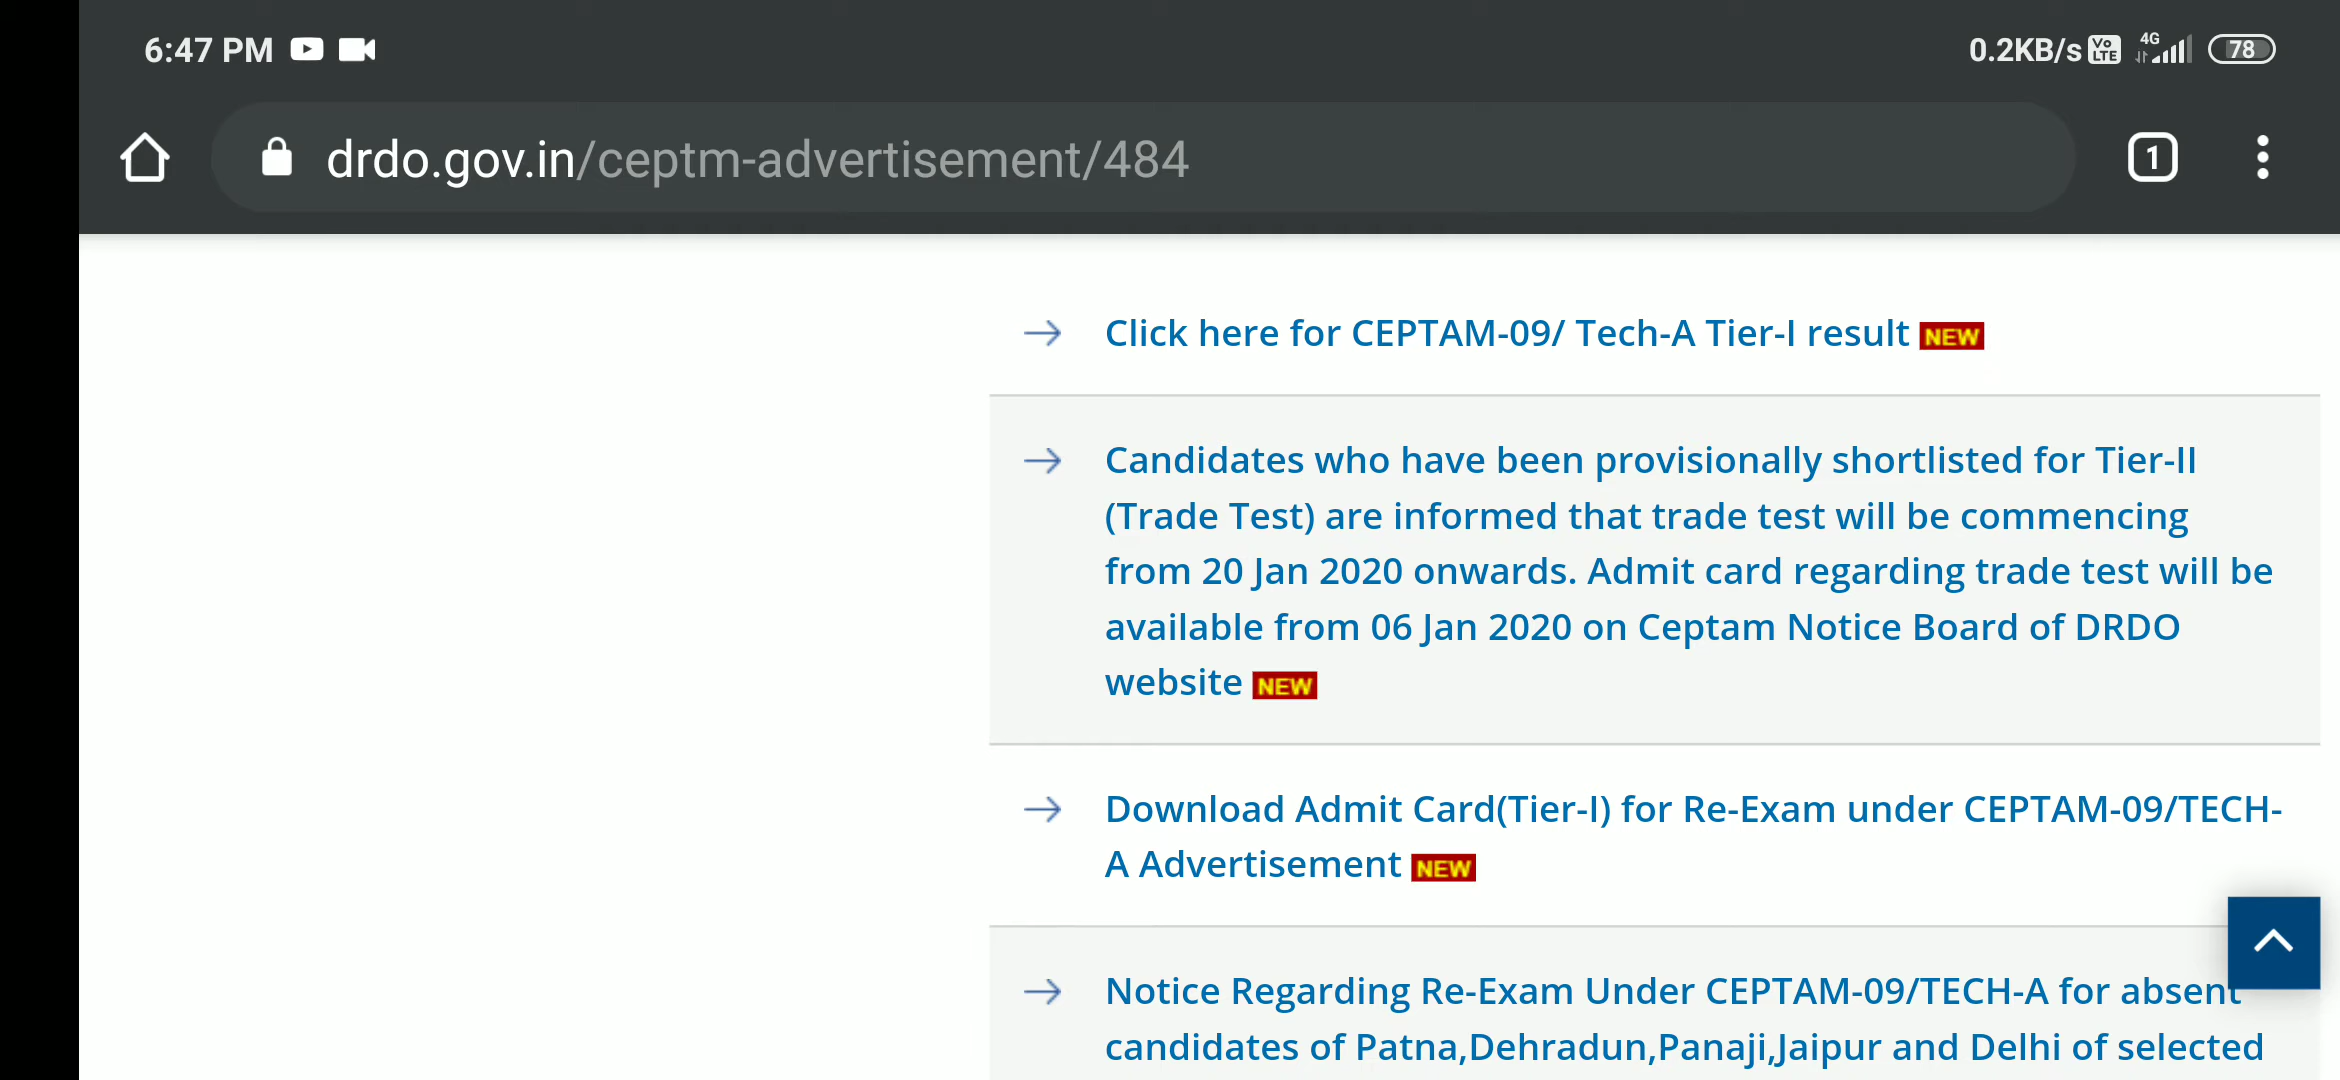 6:47 PM
0.2KB/s Vo LTE 4G 78
drdo.gov.in/ceptm-advertisement/484
1
Click here for CEPTAM-09/ Tech-A Tier-I result NEW
Candidates who have been provisionally shortlisted for Tier-II
(Trade Test) are informed that trade test will be commencing
from 20 Jan 2020 onwards. Admit card regarding trade test will be
available from 06 Jan 2020 on Ceptam Notice Board of DRDO
website NEW
Download Admit Card(Tier-I) for Re-Exam under CEPTAM-09/TECH-
A Advertisement NEW
Notice Regarding Re-Exam Under CEPTAM-09/TECH-A for absent
candidates of Patna,Dehradun,Panaji,Jaipur and Delhi of selected